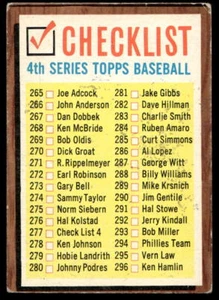 CHECKLIST
4th SERIES TOPPS BASEBALL
265 Joe Adcock
266 John Anderson
267 Dan Dobbek
268 Ken McBride
269 Bob Oldis
270 Dick Groat
271 R. Rippelmeyer
272 Earl Robinson
273 Gary Bell
274 Sammy Taylor
275 Norm Siebern
276 Hal Kolstad
277 Check List 4
278 Ken Johnson
279 Hobie Landrith
280 Johnny Podres
281 Jake Gibbs
282 Dave Hillman
283 Charlie Smith
284 Ruben Amaro
285 Curt Simmons
286 Al Lopez
287 George Witt
288 Billy Williams
289 Mike Krsnich
290 Jim Gentile
291 Hal Stowe
292 Jerry Kindall
293 Bob Miller
294 Phillies Team
295 Vern Law
296 Ken Hamlin